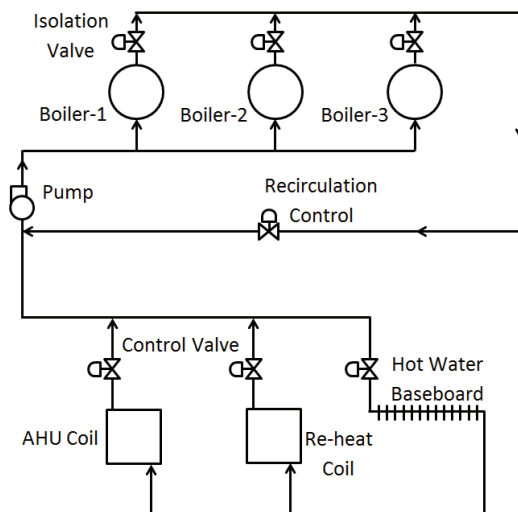 Isolation
Valve
Boiler-1
Boiler-2
Boiler-3
Pump
Recirculation
Control
Control Valve
Hot Water
Baseboard
AHU Coil
Re-heat
Coil